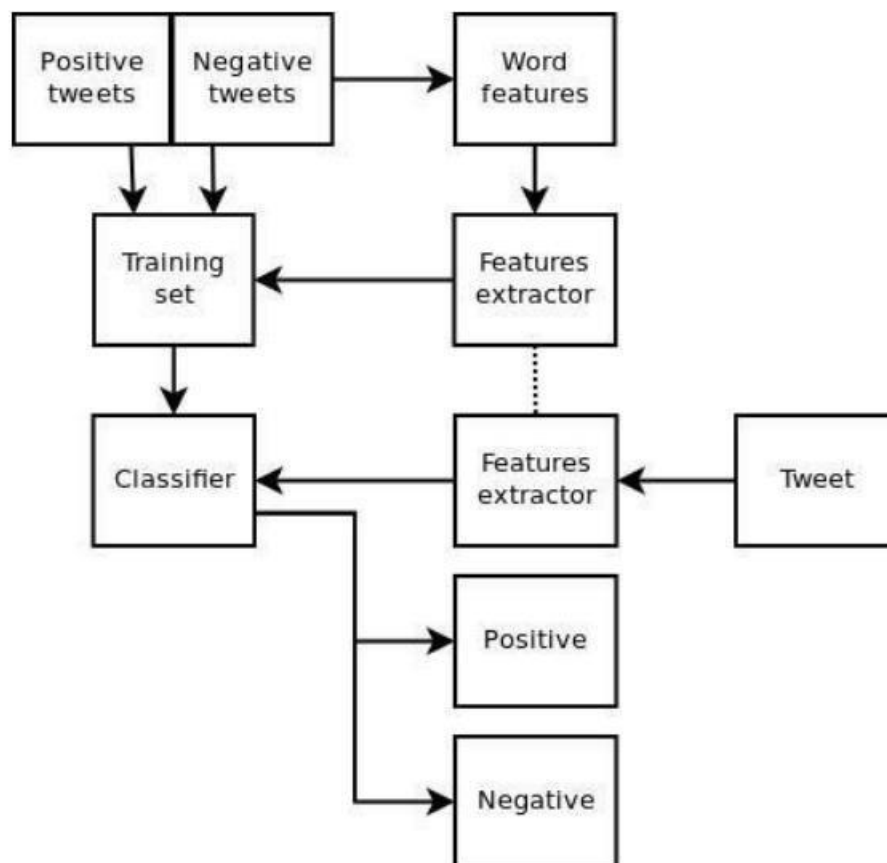 Positive
tweets
Negative
tweets
Word
features
Training
set
Features
extractor
Classifier
Features
extractor
Tweet
Positive
Negative